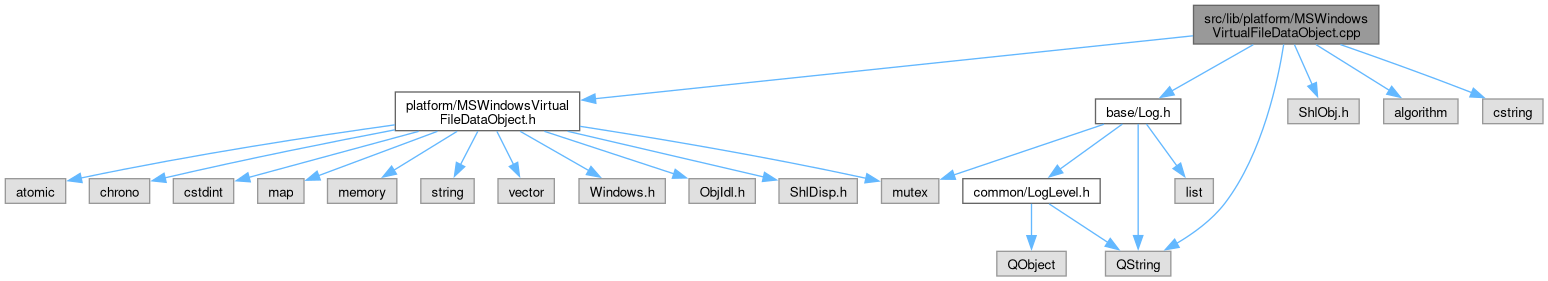 src/lib/platform/MSWindows
VirtualFileDataObject.cpp
platform/MSWindowsVirtual
FileDataObject.h
base/Log.h
ShlObj.h
algorithm
cstring
atomic
chrono
cstdint
map
memory
string
vector
Windows.h
ObjIdl.h
ShlDisp.h
mutex
common/LogLevel.h
list
QObject
QString